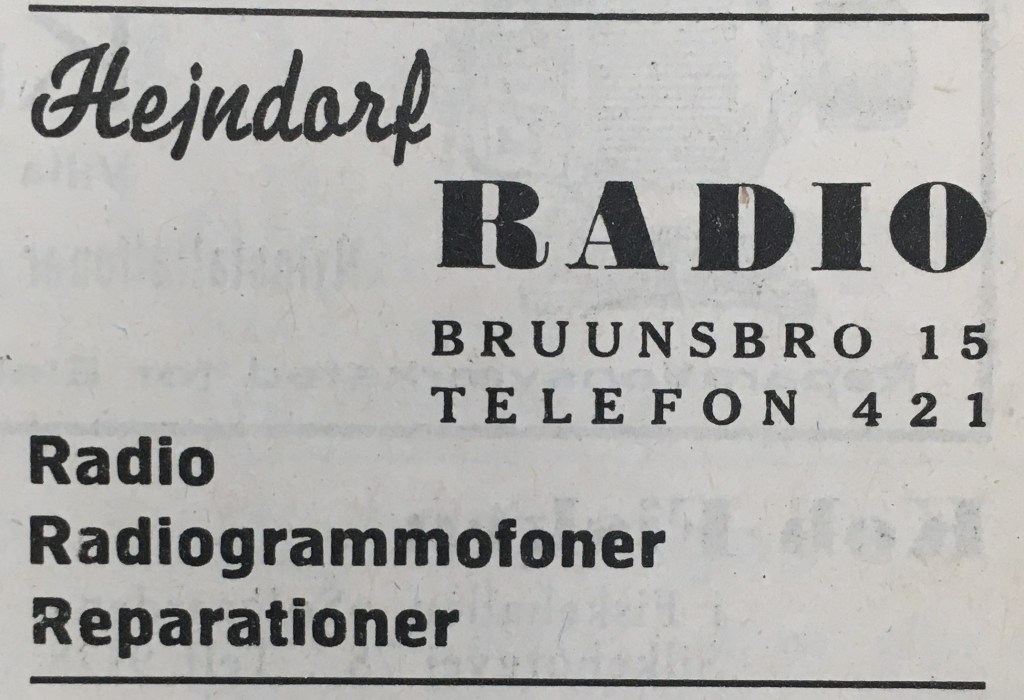 Hejndorf
RADIO
BRUUNSBRO 15
TELEFON 421
Radio
Radiogrammofoner
Reparationer